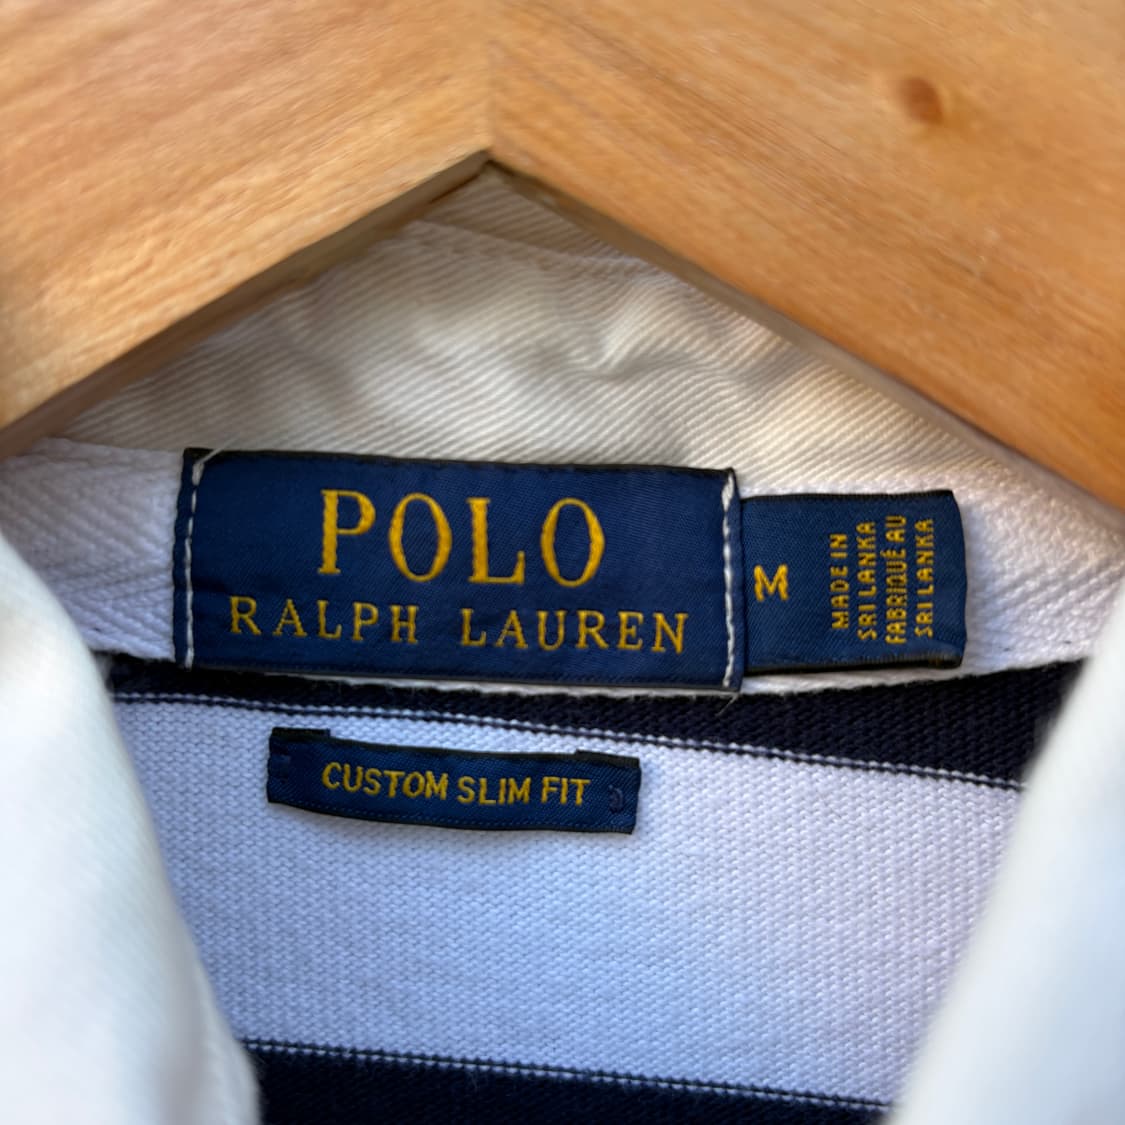 POLO
RALPH LAUREN
M
MADE IN
SRI LANKA
FABRIQUÉ AU
SRI LANKA
CUSTOM SLIM FIT